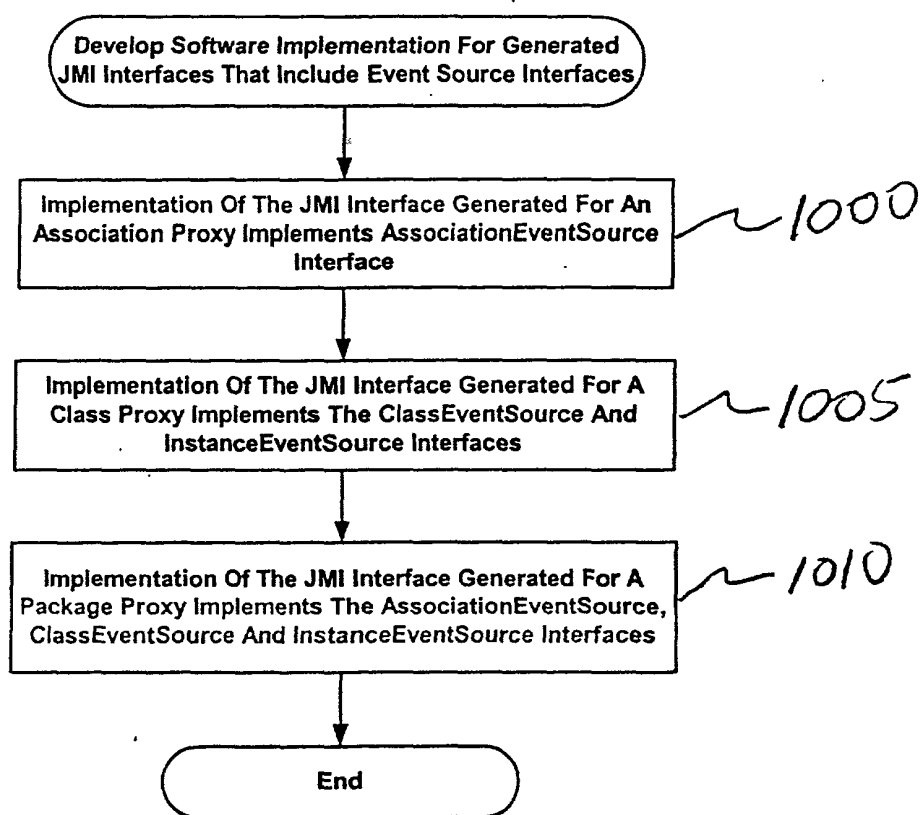 Develop Software Implementation For Generated
JMI Interfaces That Include Event Source Interfaces
Implementation Of The JMI Interface Generated For An
Association Proxy Implements AssociationEventSource
Interface
1000
Implementation Of The JMI Interface Generated For A
Class Proxy Implements The ClassEventSource And
InstanceEventSource Interfaces
1005
Implementation Of The JMI Interface Generated For A
Package Proxy Implements The AssociationEventSource,
ClassEventSource And InstanceEventSource Interfaces
1010
End